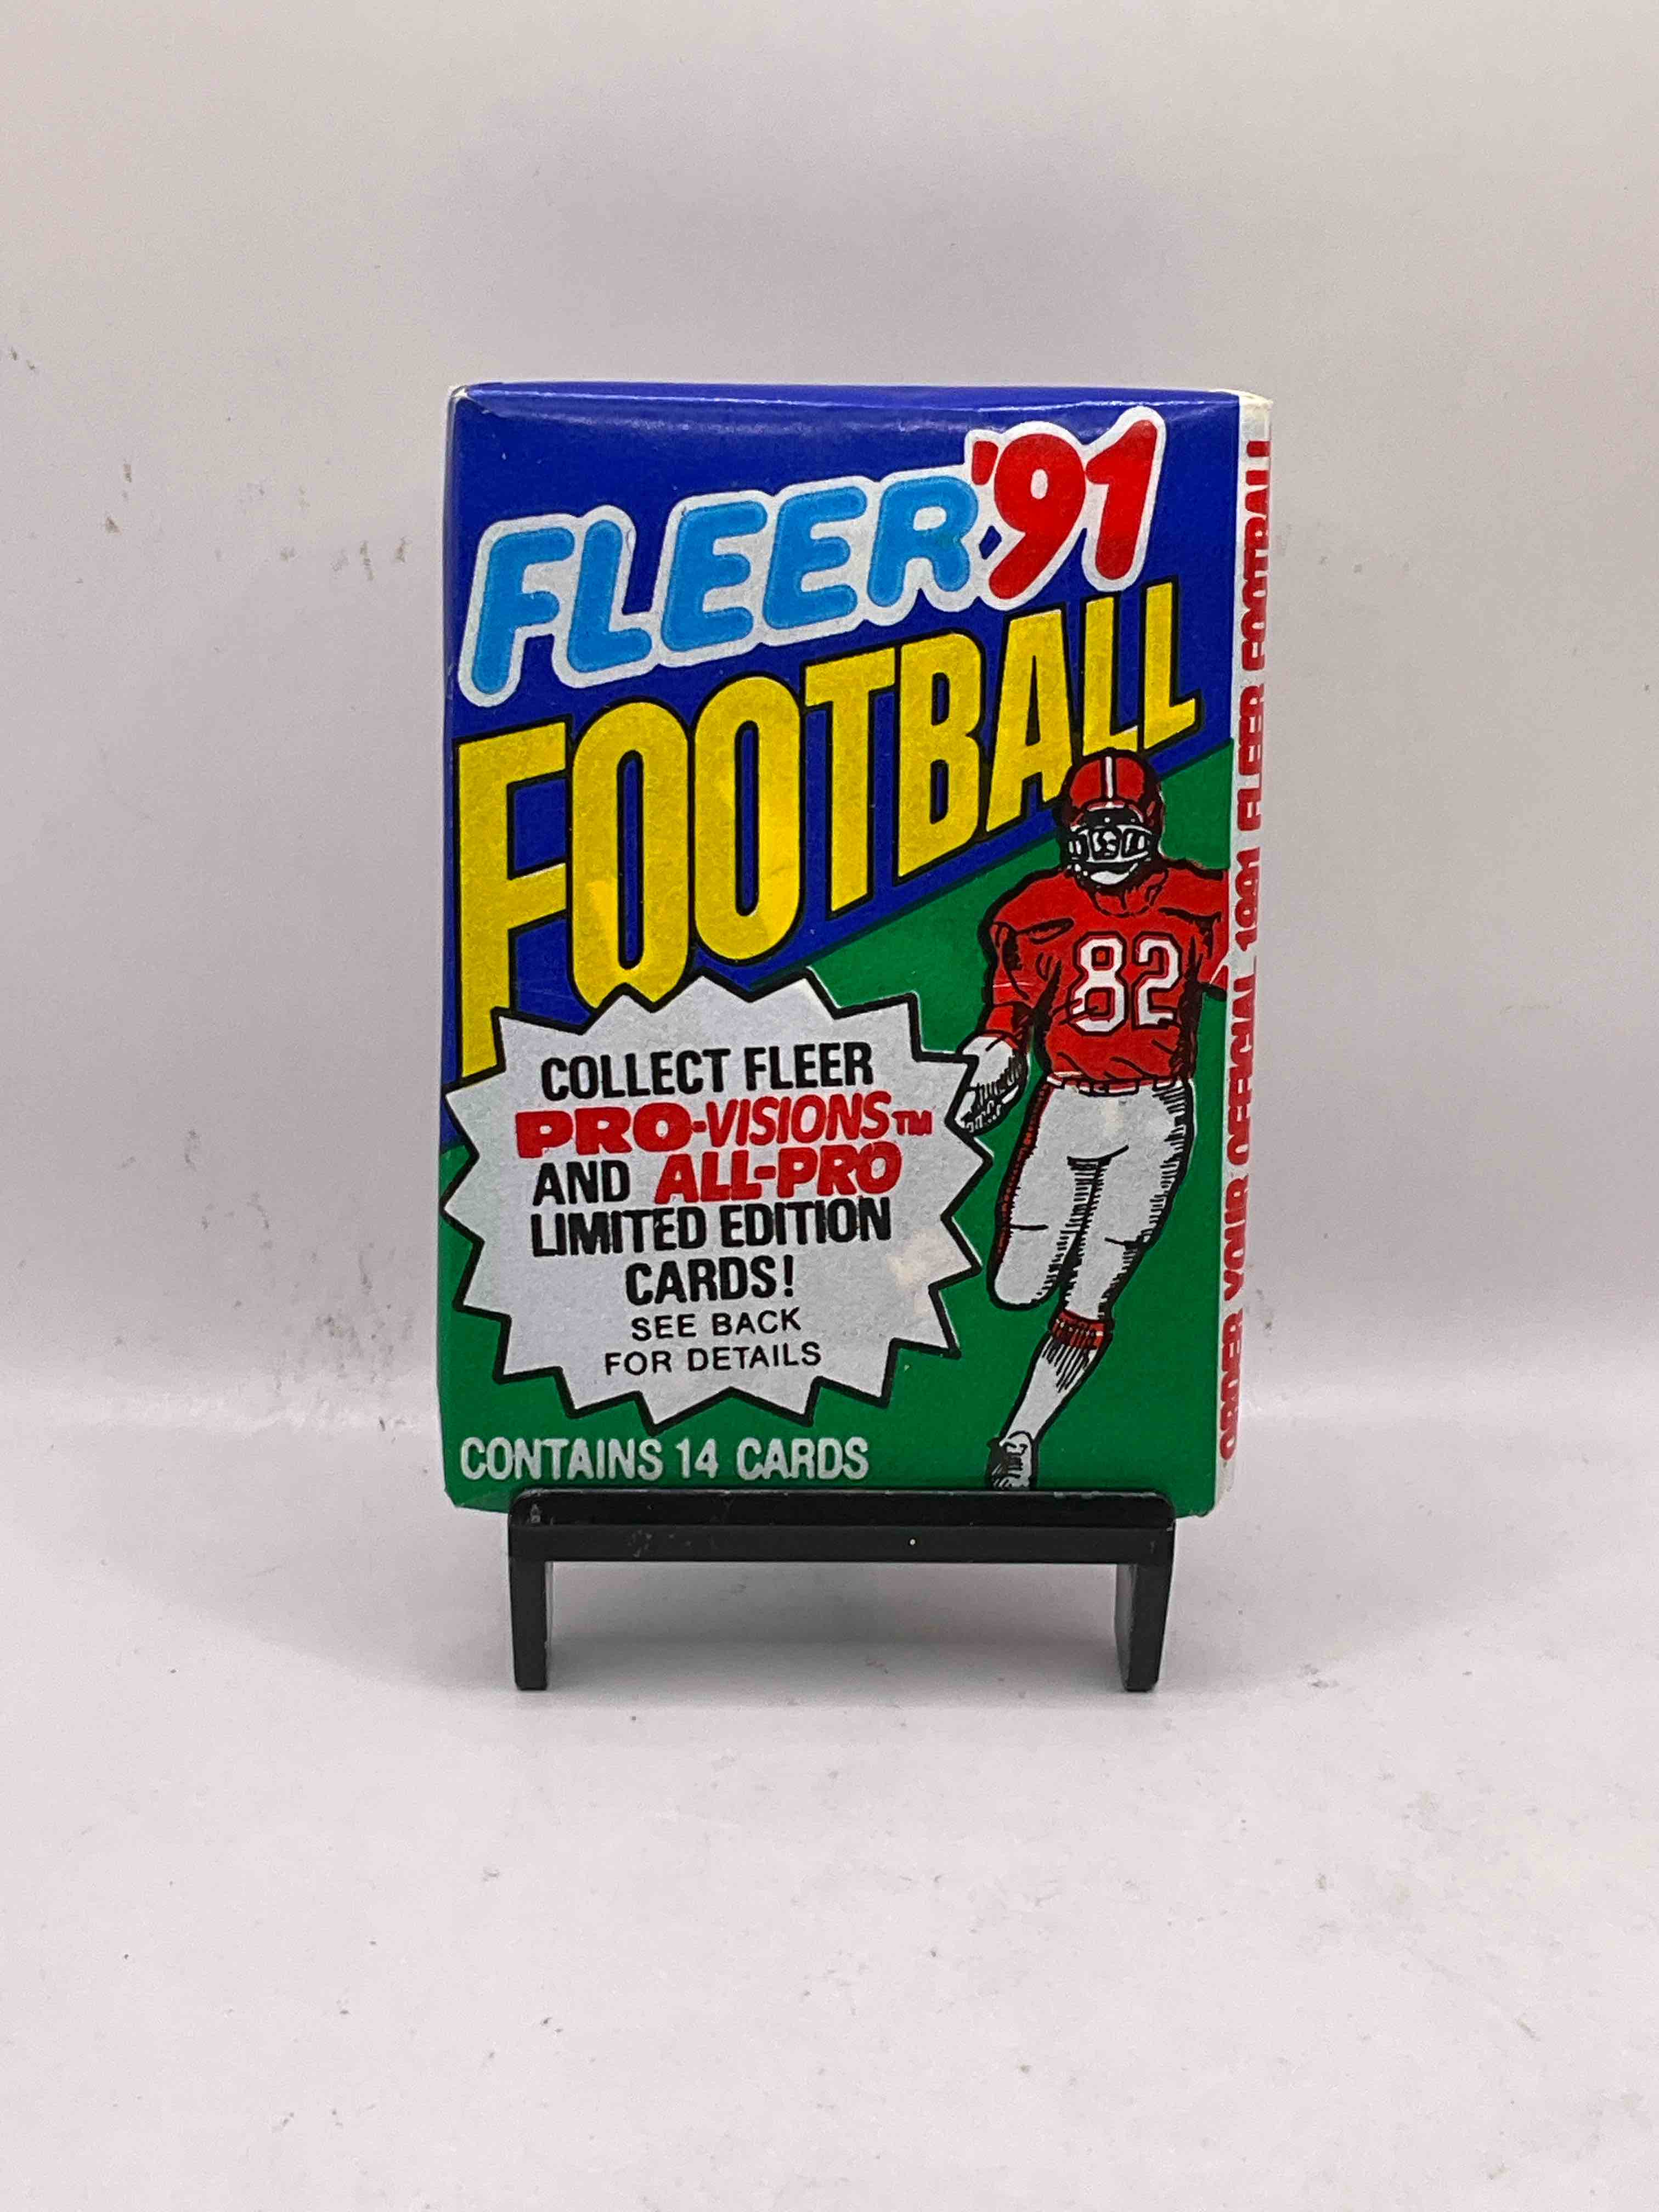 FLEER '91
FOOTBALL
82
COLLECT FLEER
PRO-VISIONS™
AND ALL-PRO
LIMITED EDITION
CARDS!
SEE BACK
FOR DETAILS
CONTAINS 14 CARDS
ORDER YOUR OFFICIAL 1991 FLEER FOOTBALL